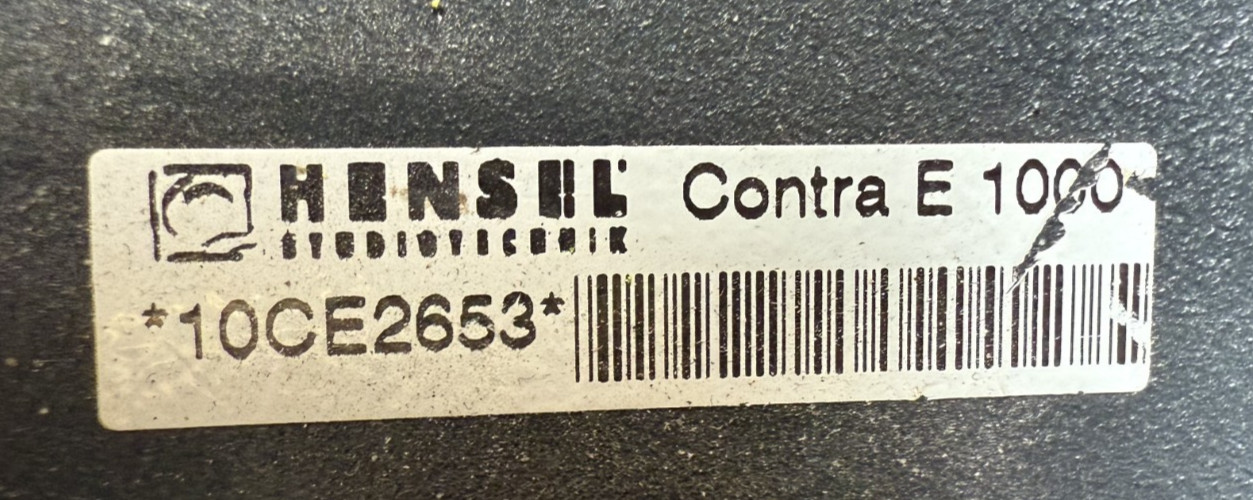 HENSEL Contra E 1000
STUDIOTECHNIK
*10CE2653*